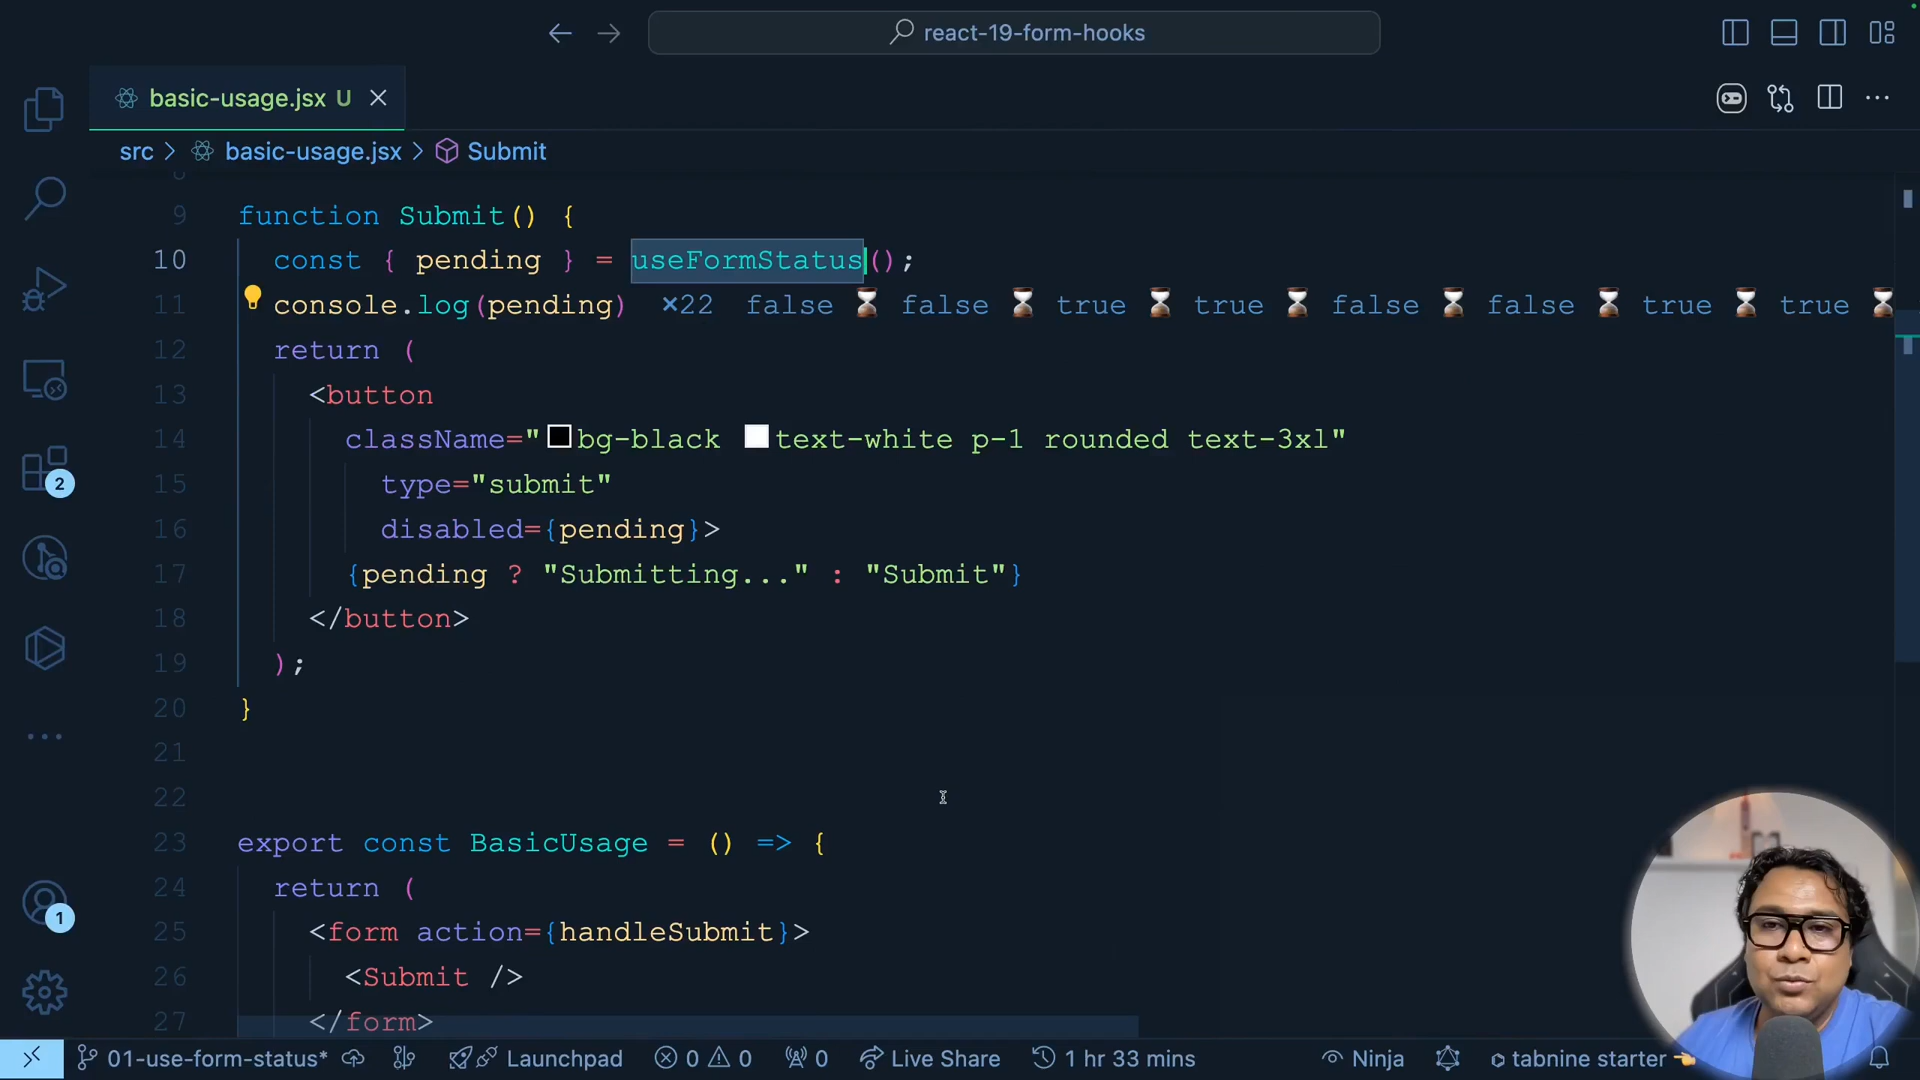 react-19-form-hooks
basic-usage.jsx U
src > basic-usage.jsx > Submit
8
9 function Submit() {
10 const { pending } = useFormStatus();
11 console.log(pending) ×22 false ⌛ false ⌛ true ⌛ true ⌛ false ⌛ false ⌛ true ⌛ true ⌛
12 return (
13 <button
14 className="bg-black text-white p-1 rounded text-3xl"
15 type="submit"
16 disabled={pending}>
17 {pending ? "Submitting..." : "Submit"}
18 </button>
19 );
20 }
21
22
23 export const BasicUsage = () => {
24 return (
25 <form action={handleSubmit}>
26 <Submit />
27 </form>
2
1
01-use-form-status* Launchpad 0 0 0 Live Share 1 hr 33 mins Ninja tabnine starter 👈